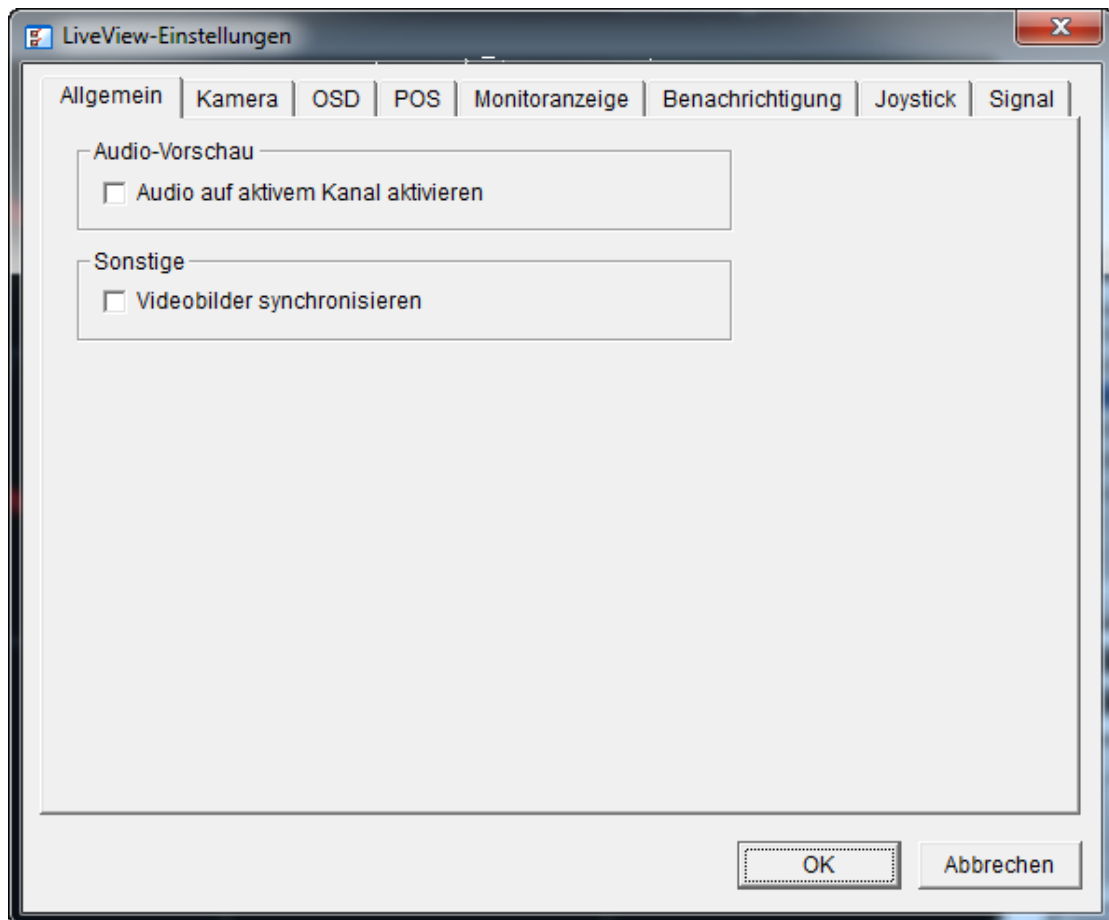 LiveView-Einstellungen
Allgemein Kamera OSD POS Monitoranzeige Benachrichtigung Joystick Signal
Audio-Vorschau
Audio auf aktivem Kanal aktivieren
Sonstige
Videobilder synchronisieren
OK Abbrechen